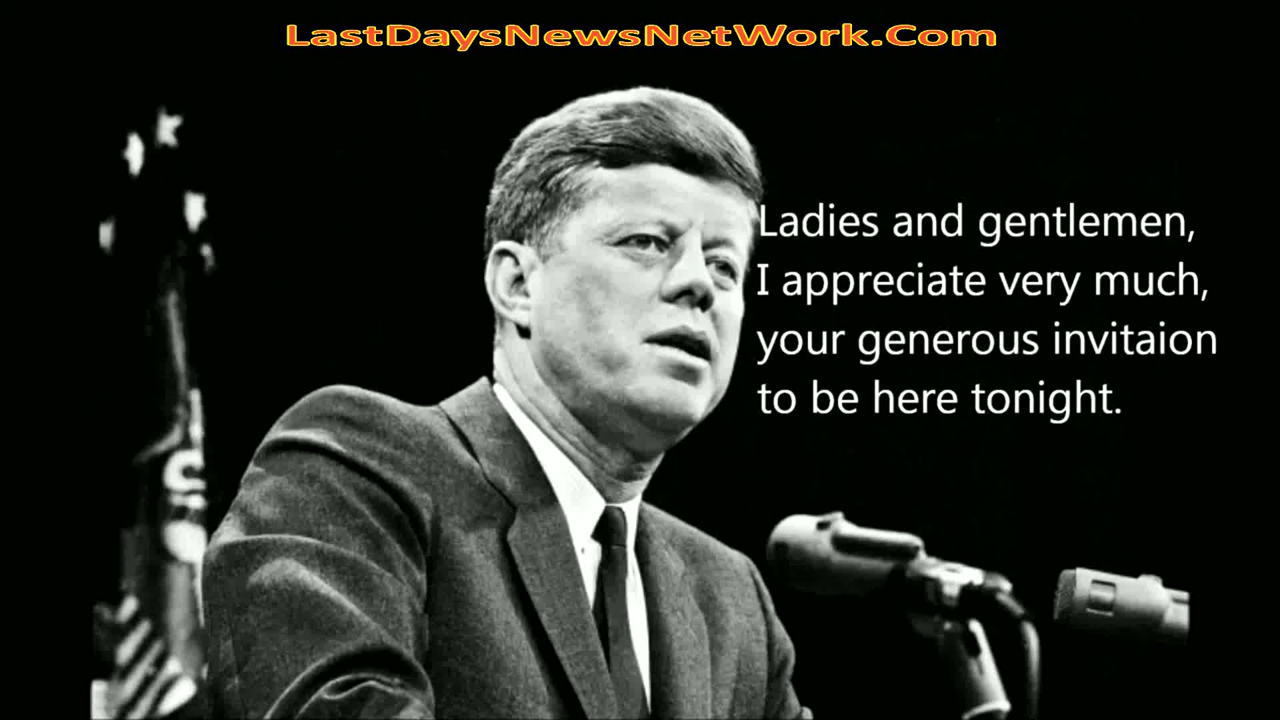 LastDaysNewsNetWork.Com
Ladies and gentlemen,
I appreciate very much,
your generous invitaion
to be here tonight.